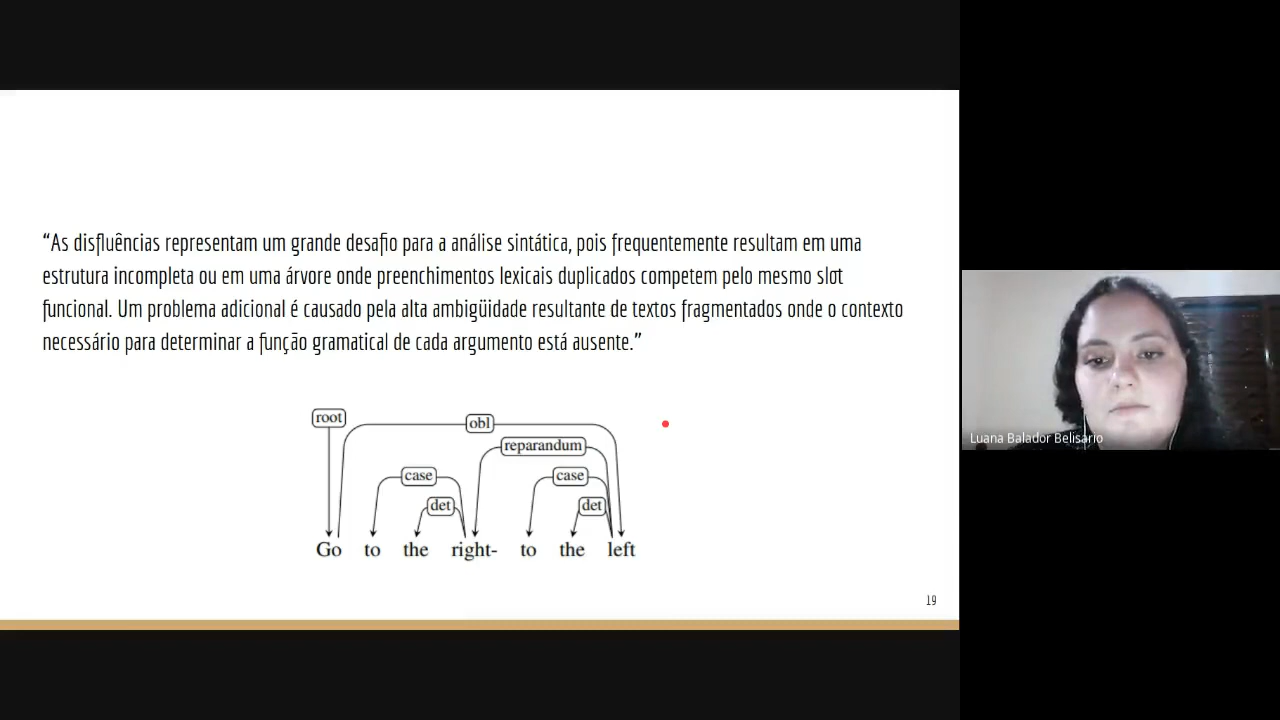 “As disfluências representam um grande desafio para a análise sintática, pois frequentemente resultam em uma
estrutura incompleta ou em uma árvore onde preenchimentos lexicais duplicados competem pelo mesmo slot
funcional. Um problema adicional é causado pela alta ambigüidade resultante de textos fragmentados onde o contexto
necessário para determinar a função gramatical de cada argumento está ausente.”
root
obl
reparandum
case
case
det
det
Go to the right- to the left
19
Luana Balador Belisário